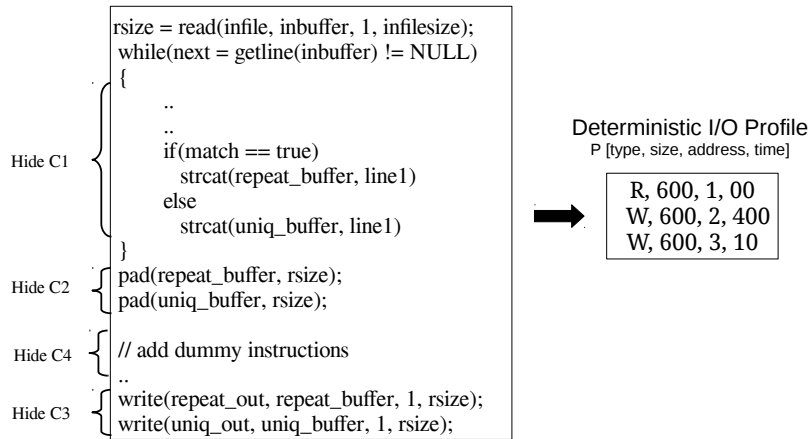 rsize = read(infile, inbuffer, 1, infilesize);
while(next = getline(inbuffer) != NULL)
{
..
..
Hide C1
if(match == true)
strcat(repeat_buffer, line1)
else
strcat(uniq_buffer, line1)
}
Hide C2
pad(repeat_buffer, rsize);
pad(uniq_buffer, rsize);
Hide C4
// add dummy instructions
..
Hide C3
write(repeat_out, repeat_buffer, 1, rsize);
write(uniq_out, uniq_buffer, 1, rsize);
Deterministic I/O Profile
P [type, size, address, time]
R, 600, 1, 00
W, 600, 2, 400
W, 600, 3, 10